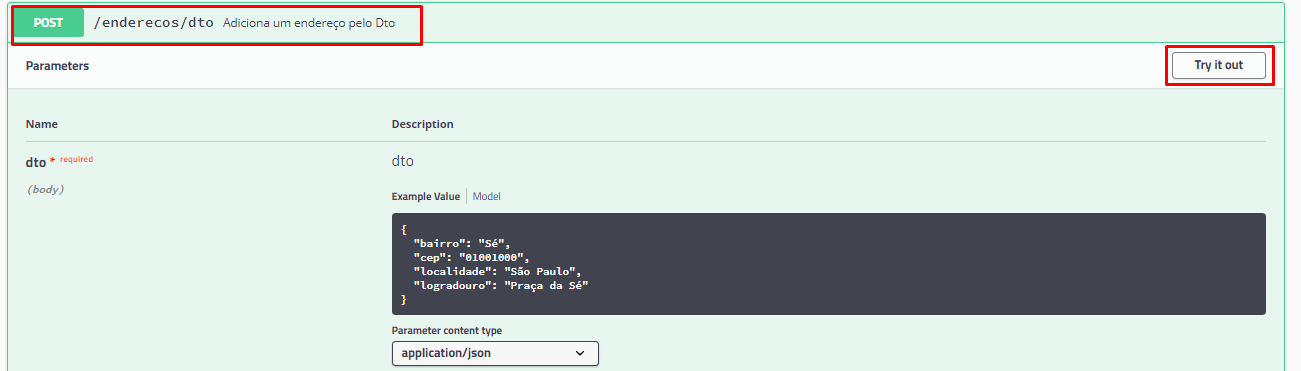 POST /enderecos/dto Adiciona um endereço pelo Dto
Parameters
Try it out
Name Description
dto * required
dto
(body)
Example Value Model
{
"bairro": "Sé",
"cep": "01001000",
"localidade": "São Paulo",
"logradouro": "Praça da Sé"
}
Parameter content type
application/json